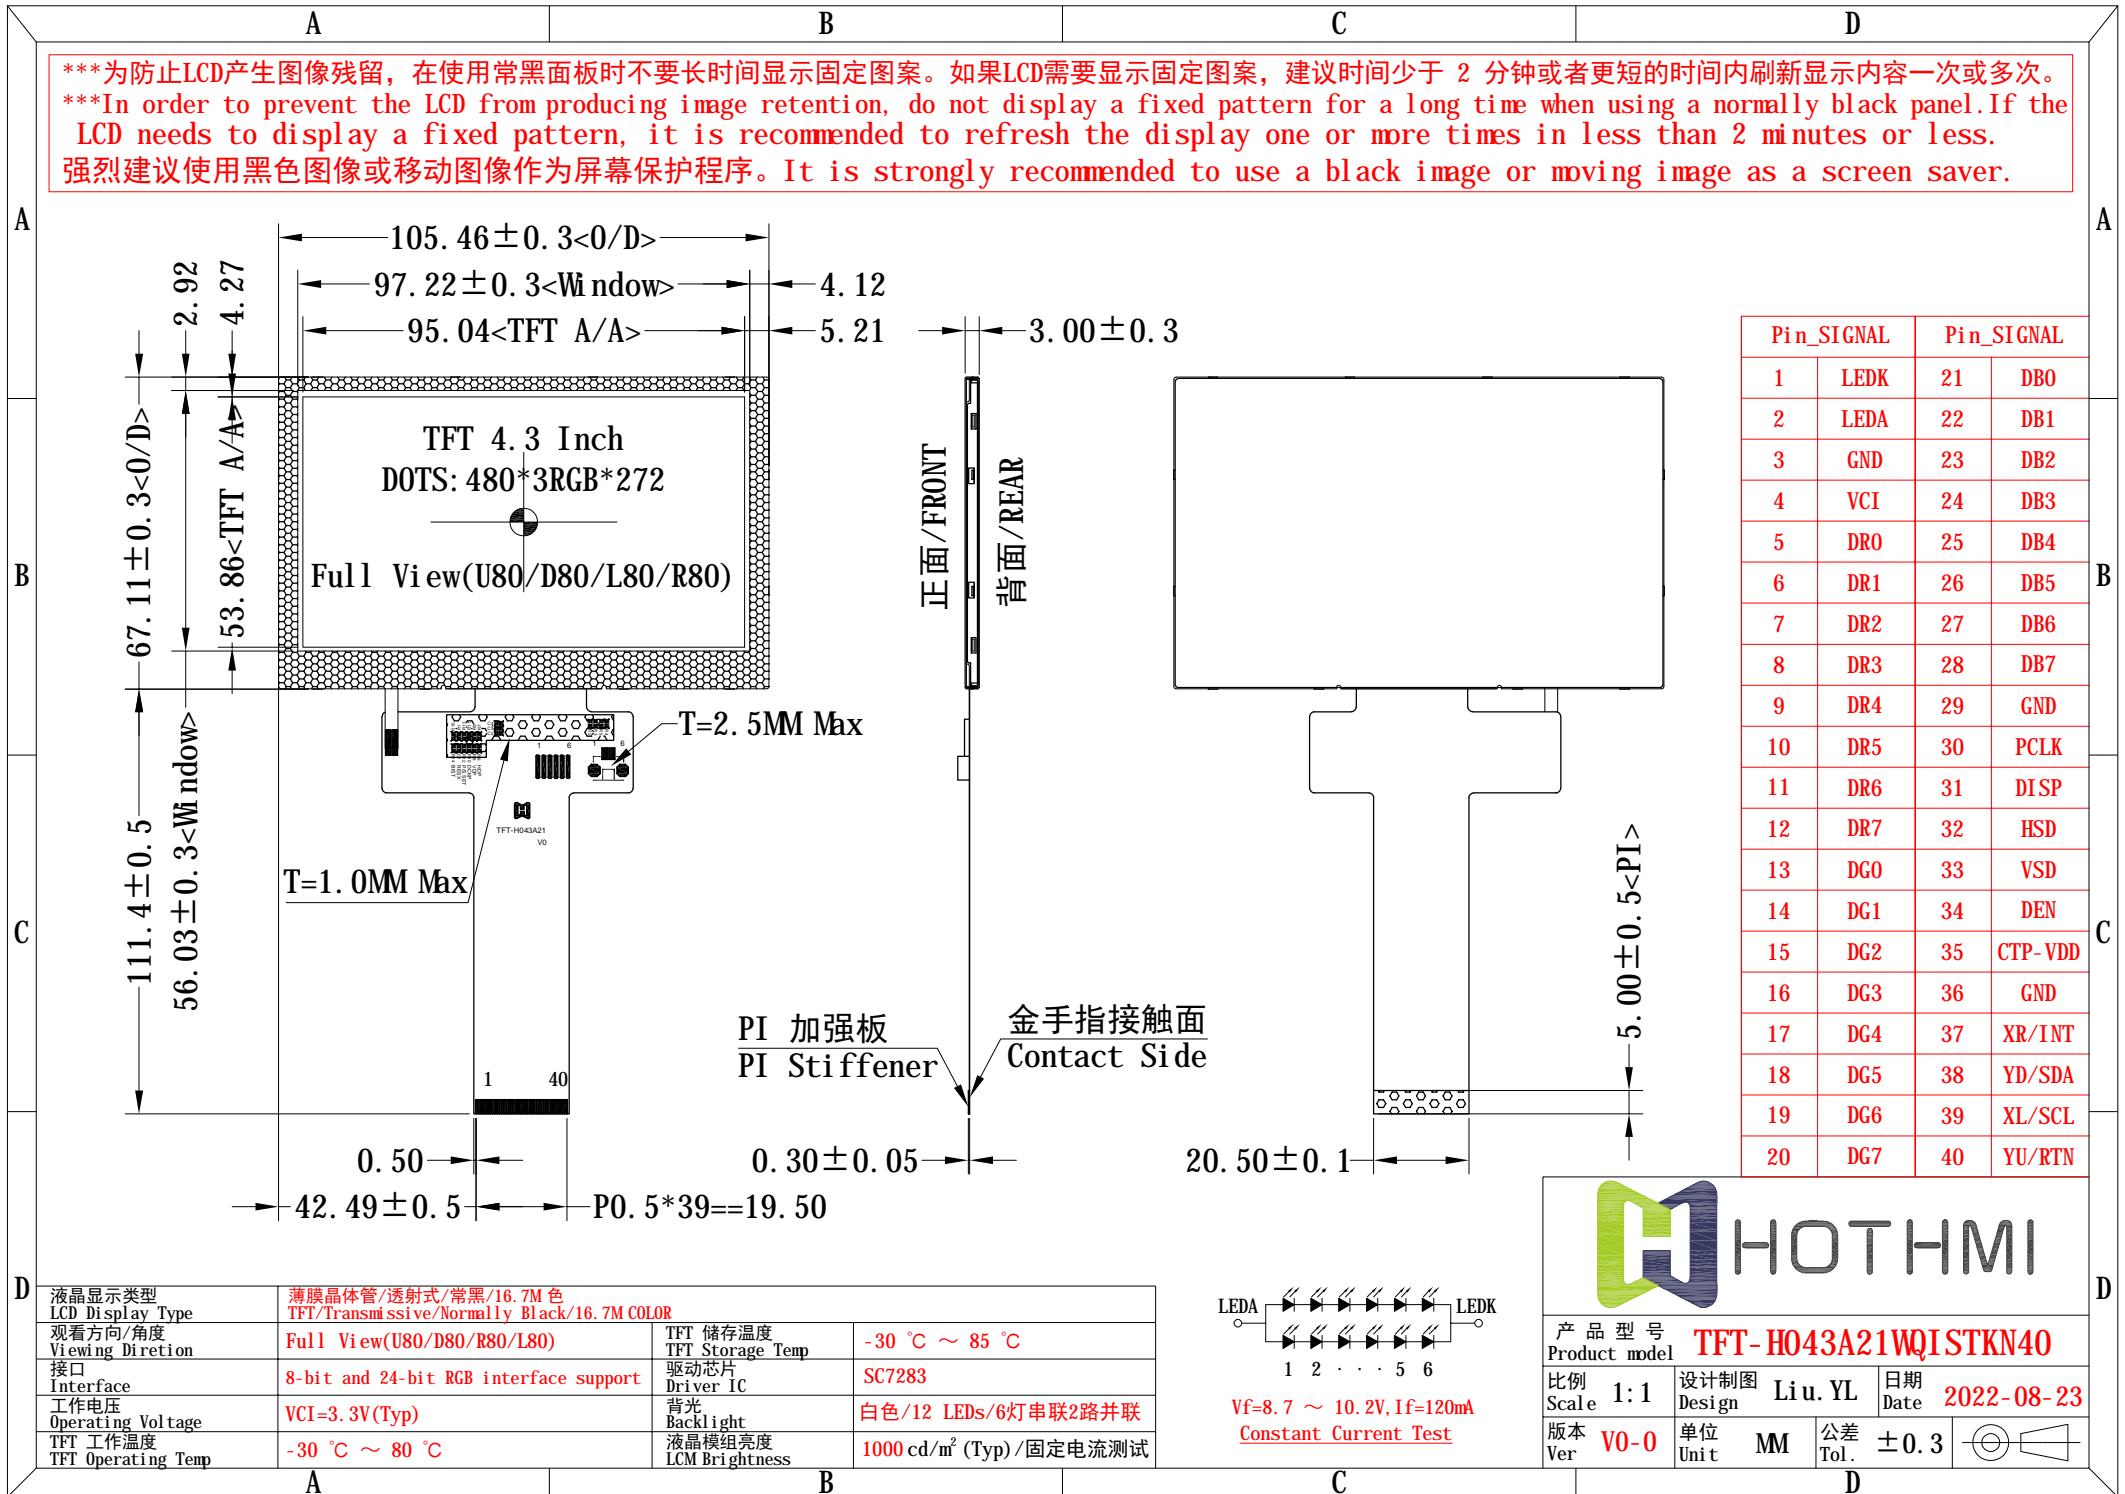 A B C D
***为防止LCD产生图像残留，在使用常黑面板时不要长时间显示固定图案。如果LCD需要显示固定图案，建议时间少于 2 分钟或者更短的时间内刷新显示内容一次或多次。
***In order to prevent the LCD from producing image retention, do not display a fixed pattern for a long time when using a normally black panel.If the
LCD needs to display a fixed pattern, it is recommended to refresh the display one or more times in less than 2 minutes or less.
强烈建议使用黑色图像或移动图像作为屏幕保护程序。It is strongly recommended to use a black image or moving image as a screen saver.
A
B
C
D
A
B
C
D
105.46±0.3<O/D>
97.22±0.3<Window>
4.12
95.04<TFT A/A>
5.21
2.92
4.27
67.11±0.3<O/D>
53.86<TFT A/A>
56.03±0.3<Window>
111.4±0.5
TFT 4.3 Inch
DOTS:480*3RGB*272
Full View(U80/D80/L80/R80)
T=2.5MM Max
1 6 1 6
TFT-H043A21
V0
T=1.0MM Max
1 40
0.50
42.49±0.5
P0.5*39==19.50
3.00±0.3
正面/FRONT
背面/REAR
PI 加强板
PI Stiffener
金手指接触面
Contact Side
0.30±0.05
5.00±0.5<PI>
20.50±0.1
Pin_SIGNAL Pin_SIGNAL
1 LEDK 21 DB0
2 LEDA 22 DB1
3 GND 23 DB2
4 VCI 24 DB3
5 DR0 25 DB4
6 DR1 26 DB5
7 DR2 27 DB6
8 DR3 28 DB7
9 DR4 29 GND
10 DR5 30 PCLK
11 DR6 31 DISP
12 DR7 32 HSD
13 DG0 33 VSD
14 DG1 34 DEN
15 DG2 35 CTP-VDD
16 DG3 36 GND
17 DG4 37 XR/INT
18 DG5 38 YD/SDA
19 DG6 39 XL/SCL
20 DG7 40 YU/RTN
液晶显示类型
LCD Display Type
薄膜晶体管/透射式/常黑/16.7M 色
TFT/Transmissive/Normally Black/16.7M COLOR
观看方向/角度
Viewing Diretion
Full View(U80/D80/R80/L80)
TFT 储存温度
TFT Storage Temp
-30 ℃ ～ 85 ℃
接口
Interface
8-bit and 24-bit RGB interface support
驱动芯片
Driver IC
SC7283
工作电压
Operating Voltage
VCI=3.3V(Typ)
背光
Backlight
白色/12 LEDs/6灯串联2路并联
TFT 工作温度
TFT Operating Temp
-30 ℃ ～ 80 ℃
液晶模组亮度
LCM Brightness
1000 cd/m² (Typ)/固定电流测试
LEDA LEDK
1 2 · · · 5 6
Vf=8.7 ～ 10.2V, If=120mA
Constant Current Test
HOTHMI
产品型号
Product model
TFT-H043A21WQISTKN40
比例
Scale
1:1
设计制图
Design
Liu.YL
日期
Date
2022-08-23
版本
Ver
V0-0
单位
Unit
MM
公差
Tol.
±0.3
A B C D